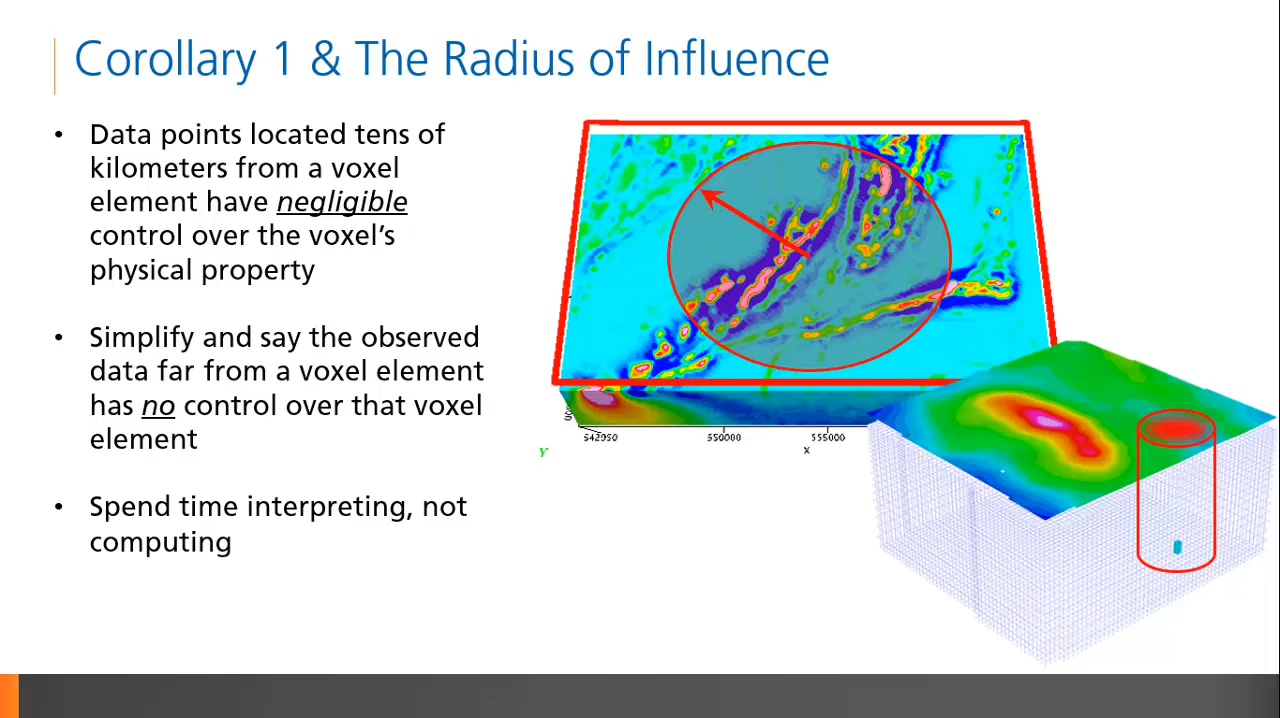 Corollary 1 & The Radius of Influence
• Data points located tens of
kilometers from a voxel
element have negligible
control over the voxel's
physical property
• Simplify and say the observed
data far from a voxel element
has no control over that voxel
element
• Spend time interpreting, not
computing
542950
550000
555000
Y
X